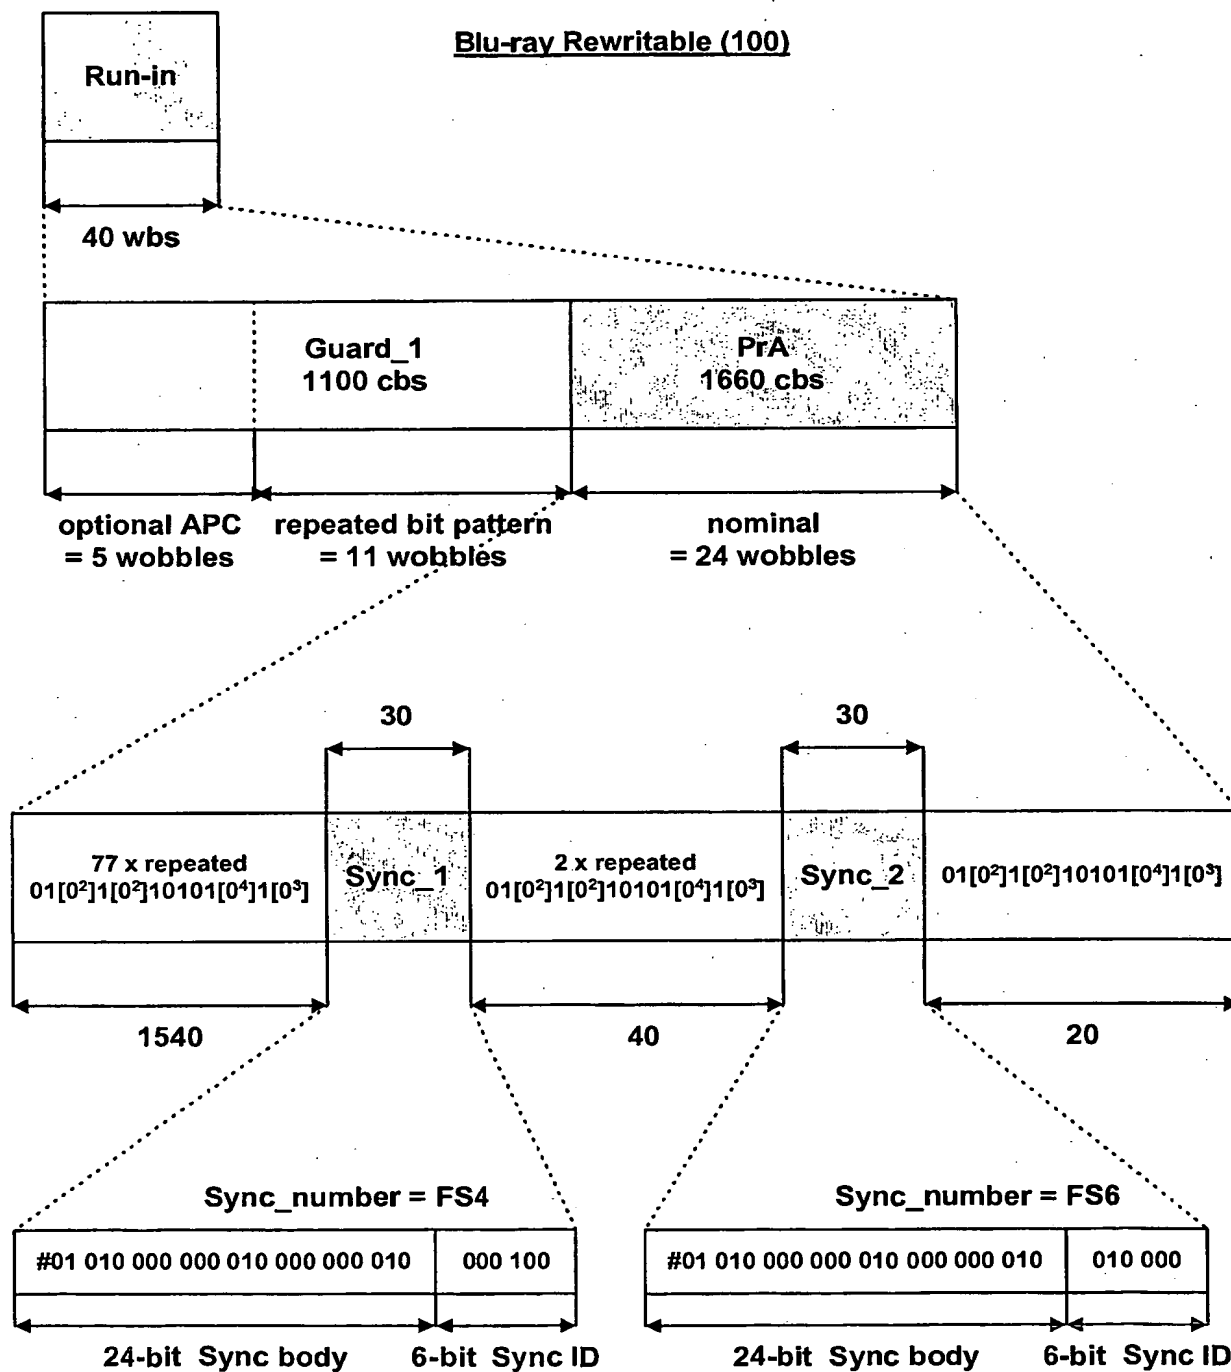 Blu-ray Rewritable (100)
Run-in
40 wbs
Guard_1
1100 cbs
PrA
1660 cbs
optional APC
= 5 wobbles
repeated bit pattern
= 11 wobbles
nominal
= 24 wobbles
30
30
77 x repeated
01[0²]1[0²]10101[0⁴]1[0³]
Sync_1
2 x repeated
01[0²]1[0²]10101[0⁴]1[0³]
Sync_2
01[0²]1[0²]10101[0⁴]1[0³]
1540
40
20
Sync_number = FS4
Sync_number = FS6
#01 010 000 000 010 000 000 010
000 100
#01 010 000 000 010 000 000 010
010 000
24-bit Sync body
6-bit Sync ID
24-bit Sync body
6-bit Sync ID